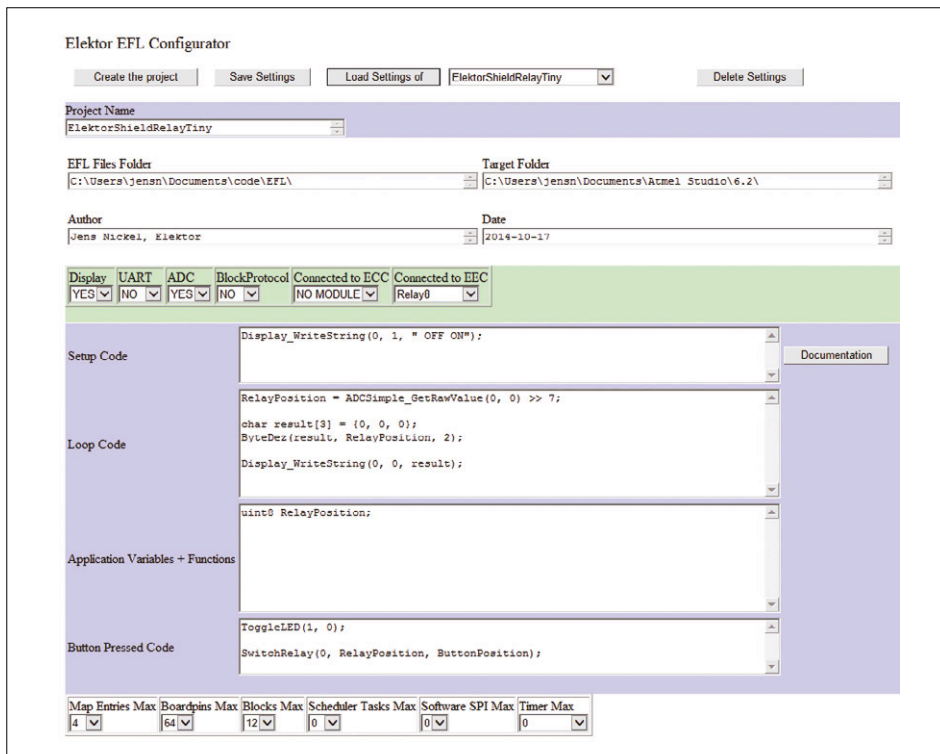 Elektor EFL Configurator
Create the project Save Settings Load Settings of ElektorShieldRelayTiny Delete Settings
Project Name
ElektorShieldRelayTiny
EFL Files Folder Target Folder
C:\Users\jensn\Documents\code\EFL\ C:\Users\jensn\Documents\Atmel Studio\6.2\
Author Date
Jens Nickel, Elektor 2014-10-17
Display UART ADC BlockProtocol Connected to ECC Connected to EEC
YES NO YES NO NO MODULE Relay8
Setup Code
Display_WriteString(0, 1, " OFF ON");
Documentation
Loop Code
RelayPosition = ADCSimple_GetRawValue(0, 0) >> 7;
char result[3] = {0, 0, 0};
ByteDez(result, RelayPosition, 2);
Display_WriteString(0, 0, result);
Application Variables + Functions
uint8 RelayPosition;
Button Pressed Code
ToggleLED(1, 0);
SwitchRelay(0, RelayPosition, ButtonPosition);
Map Entries Max Boardpins Max Blocks Max Scheduler Tasks Max Software SPI Max Timer Max
4 64 12 0 0 0